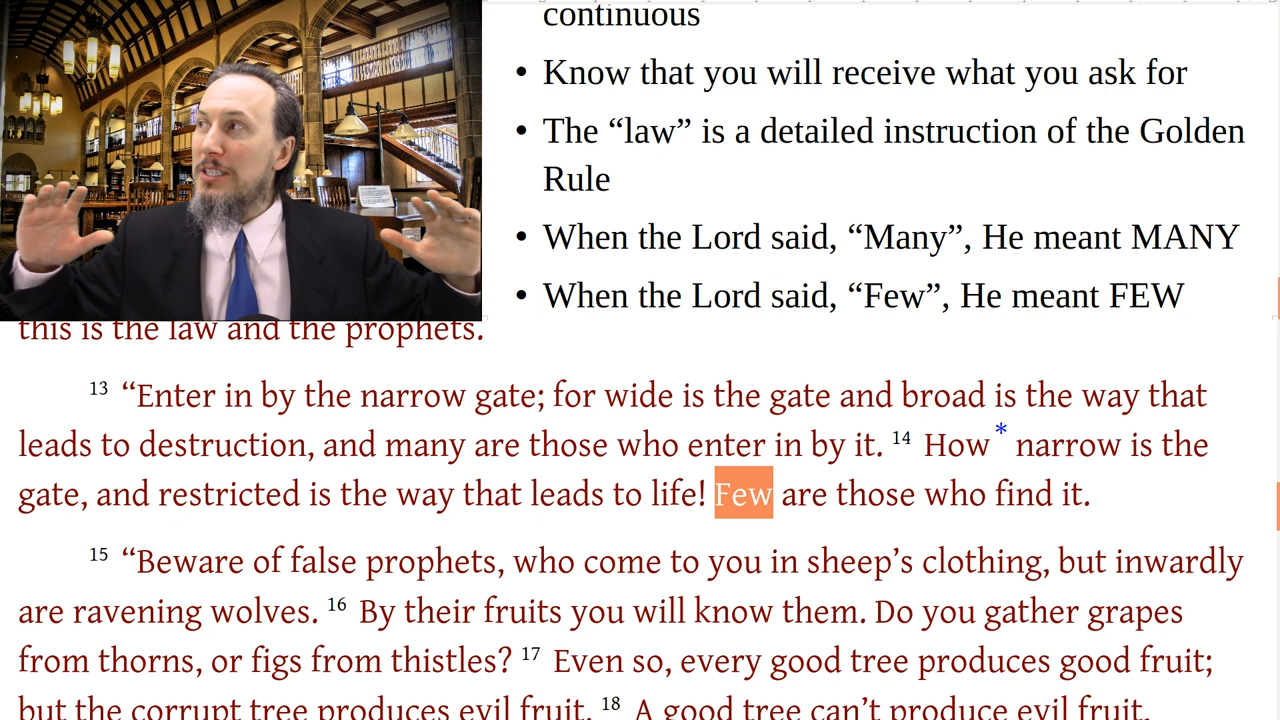 continuous
• Know that you will receive what you ask for
• The “law” is a detailed instruction of the Golden
Rule
• When the Lord said, “Many”, He meant MANY
• When the Lord said, “Few”, He meant FEW
this is the law and the prophets.
13 “Enter in by the narrow gate; for wide is the gate and broad is the way that
leads to destruction, and many are those who enter in by it. 14 How* narrow is the
gate, and restricted is the way that leads to life! Few are those who find it.
15 “Beware of false prophets, who come to you in sheep’s clothing, but inwardly
are ravening wolves. 16 By their fruits you will know them. Do you gather grapes
from thorns, or figs from thistles? 17 Even so, every good tree produces good fruit;
but the corrupt tree produces evil fruit. 18 A good tree can’t produce evil fruit,